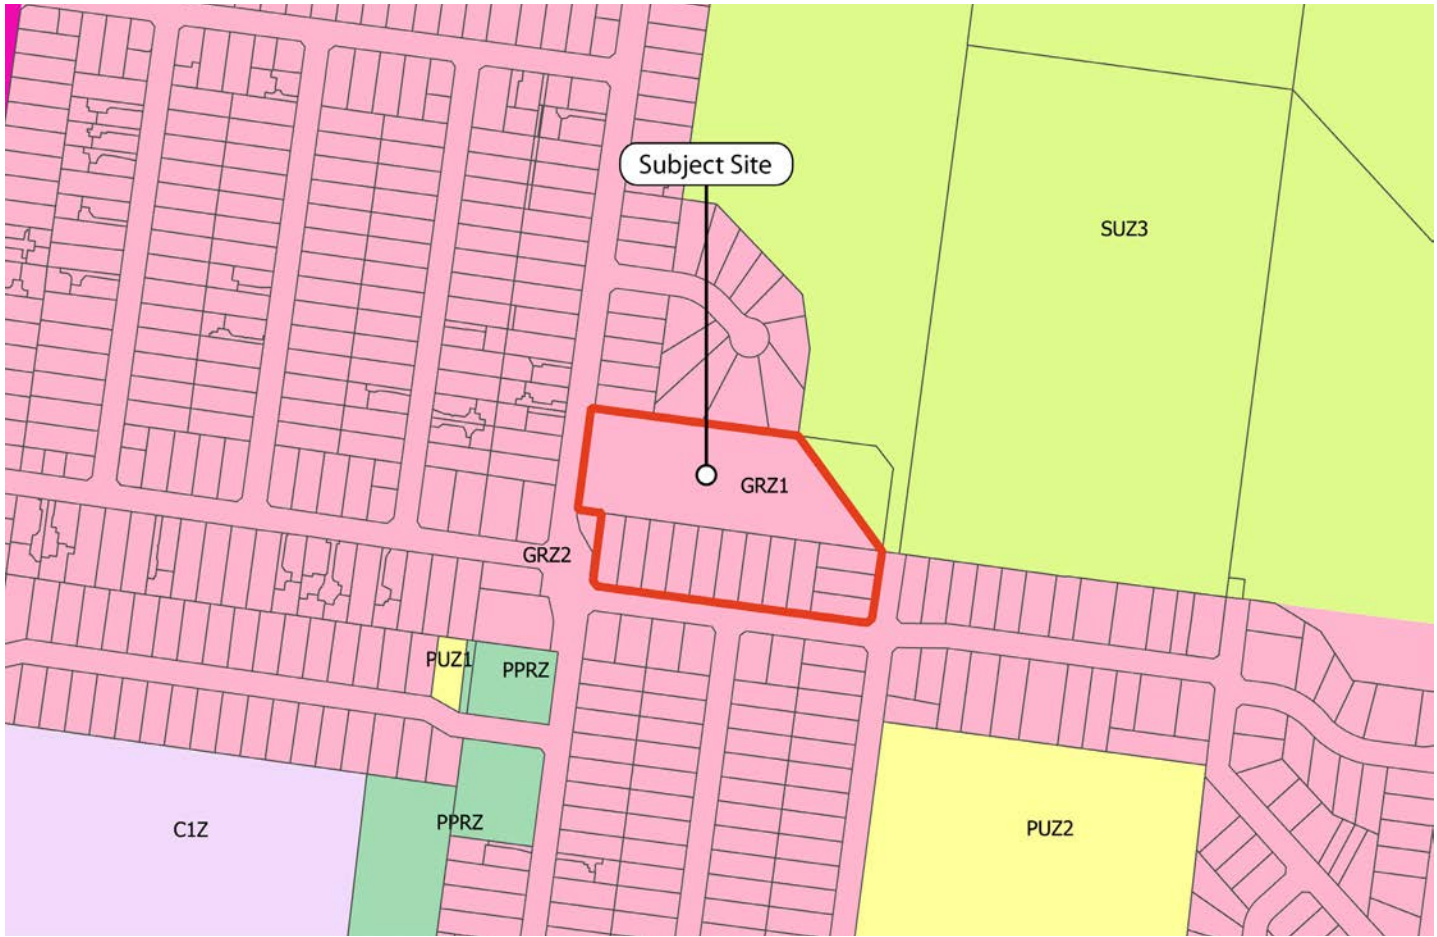 Subject Site
SUZ3
GRZ1
GRZ2
PUZ1
PPRZ
C1Z
PPRZ
PUZ2